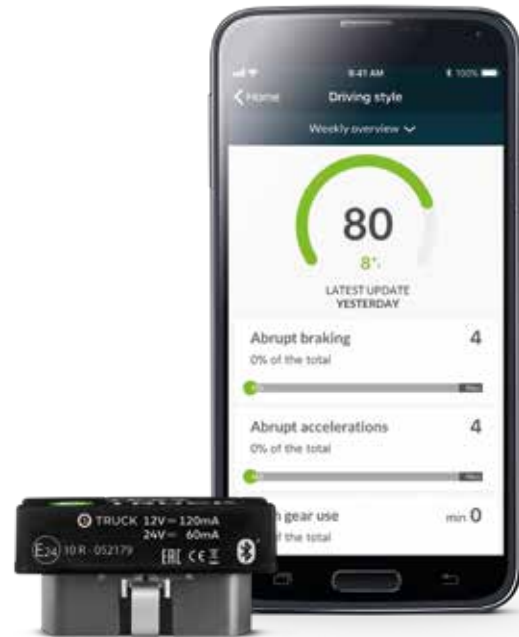 9:41 AM
100%
Home
Driving style
Weekly overview
80
8%
LATEST UPDATE
YESTERDAY
Abrupt braking
4
0% of the total
Abrupt accelerations
4
0% of the total
gear use
min 0
of the total
TRUCK 12V 120mA
24V 60mA
E24 10 R - 052179
EAC CE